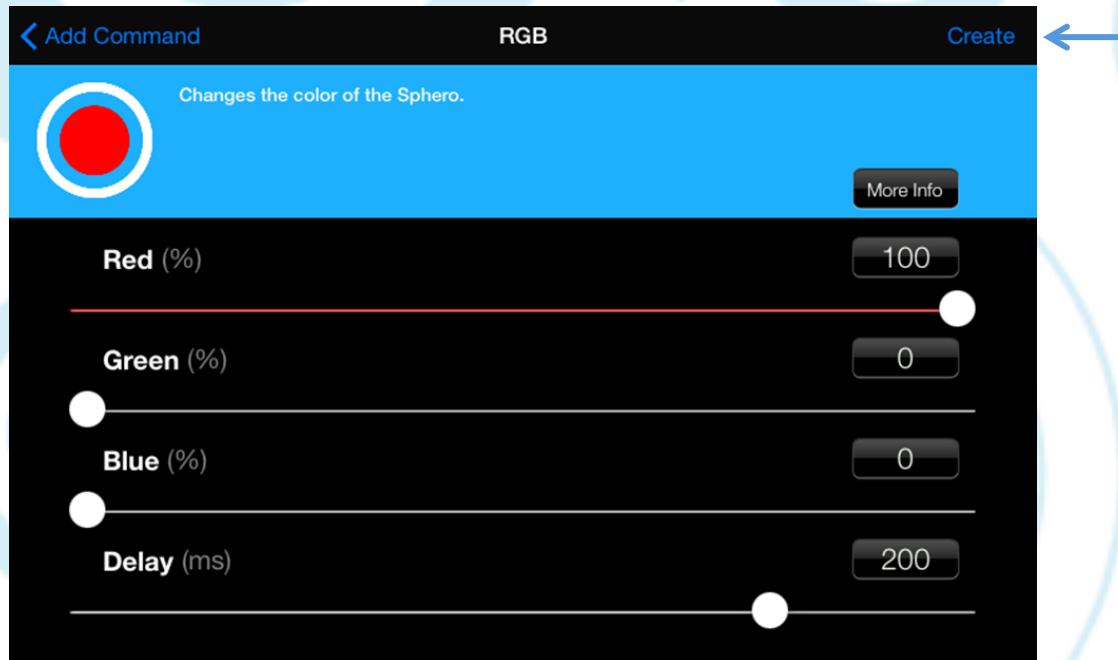 Add Command RGB Create
Changes the color of the Sphero.
More Info
Red (%) 100
Green (%) 0
Blue (%) 0
Delay (ms) 200